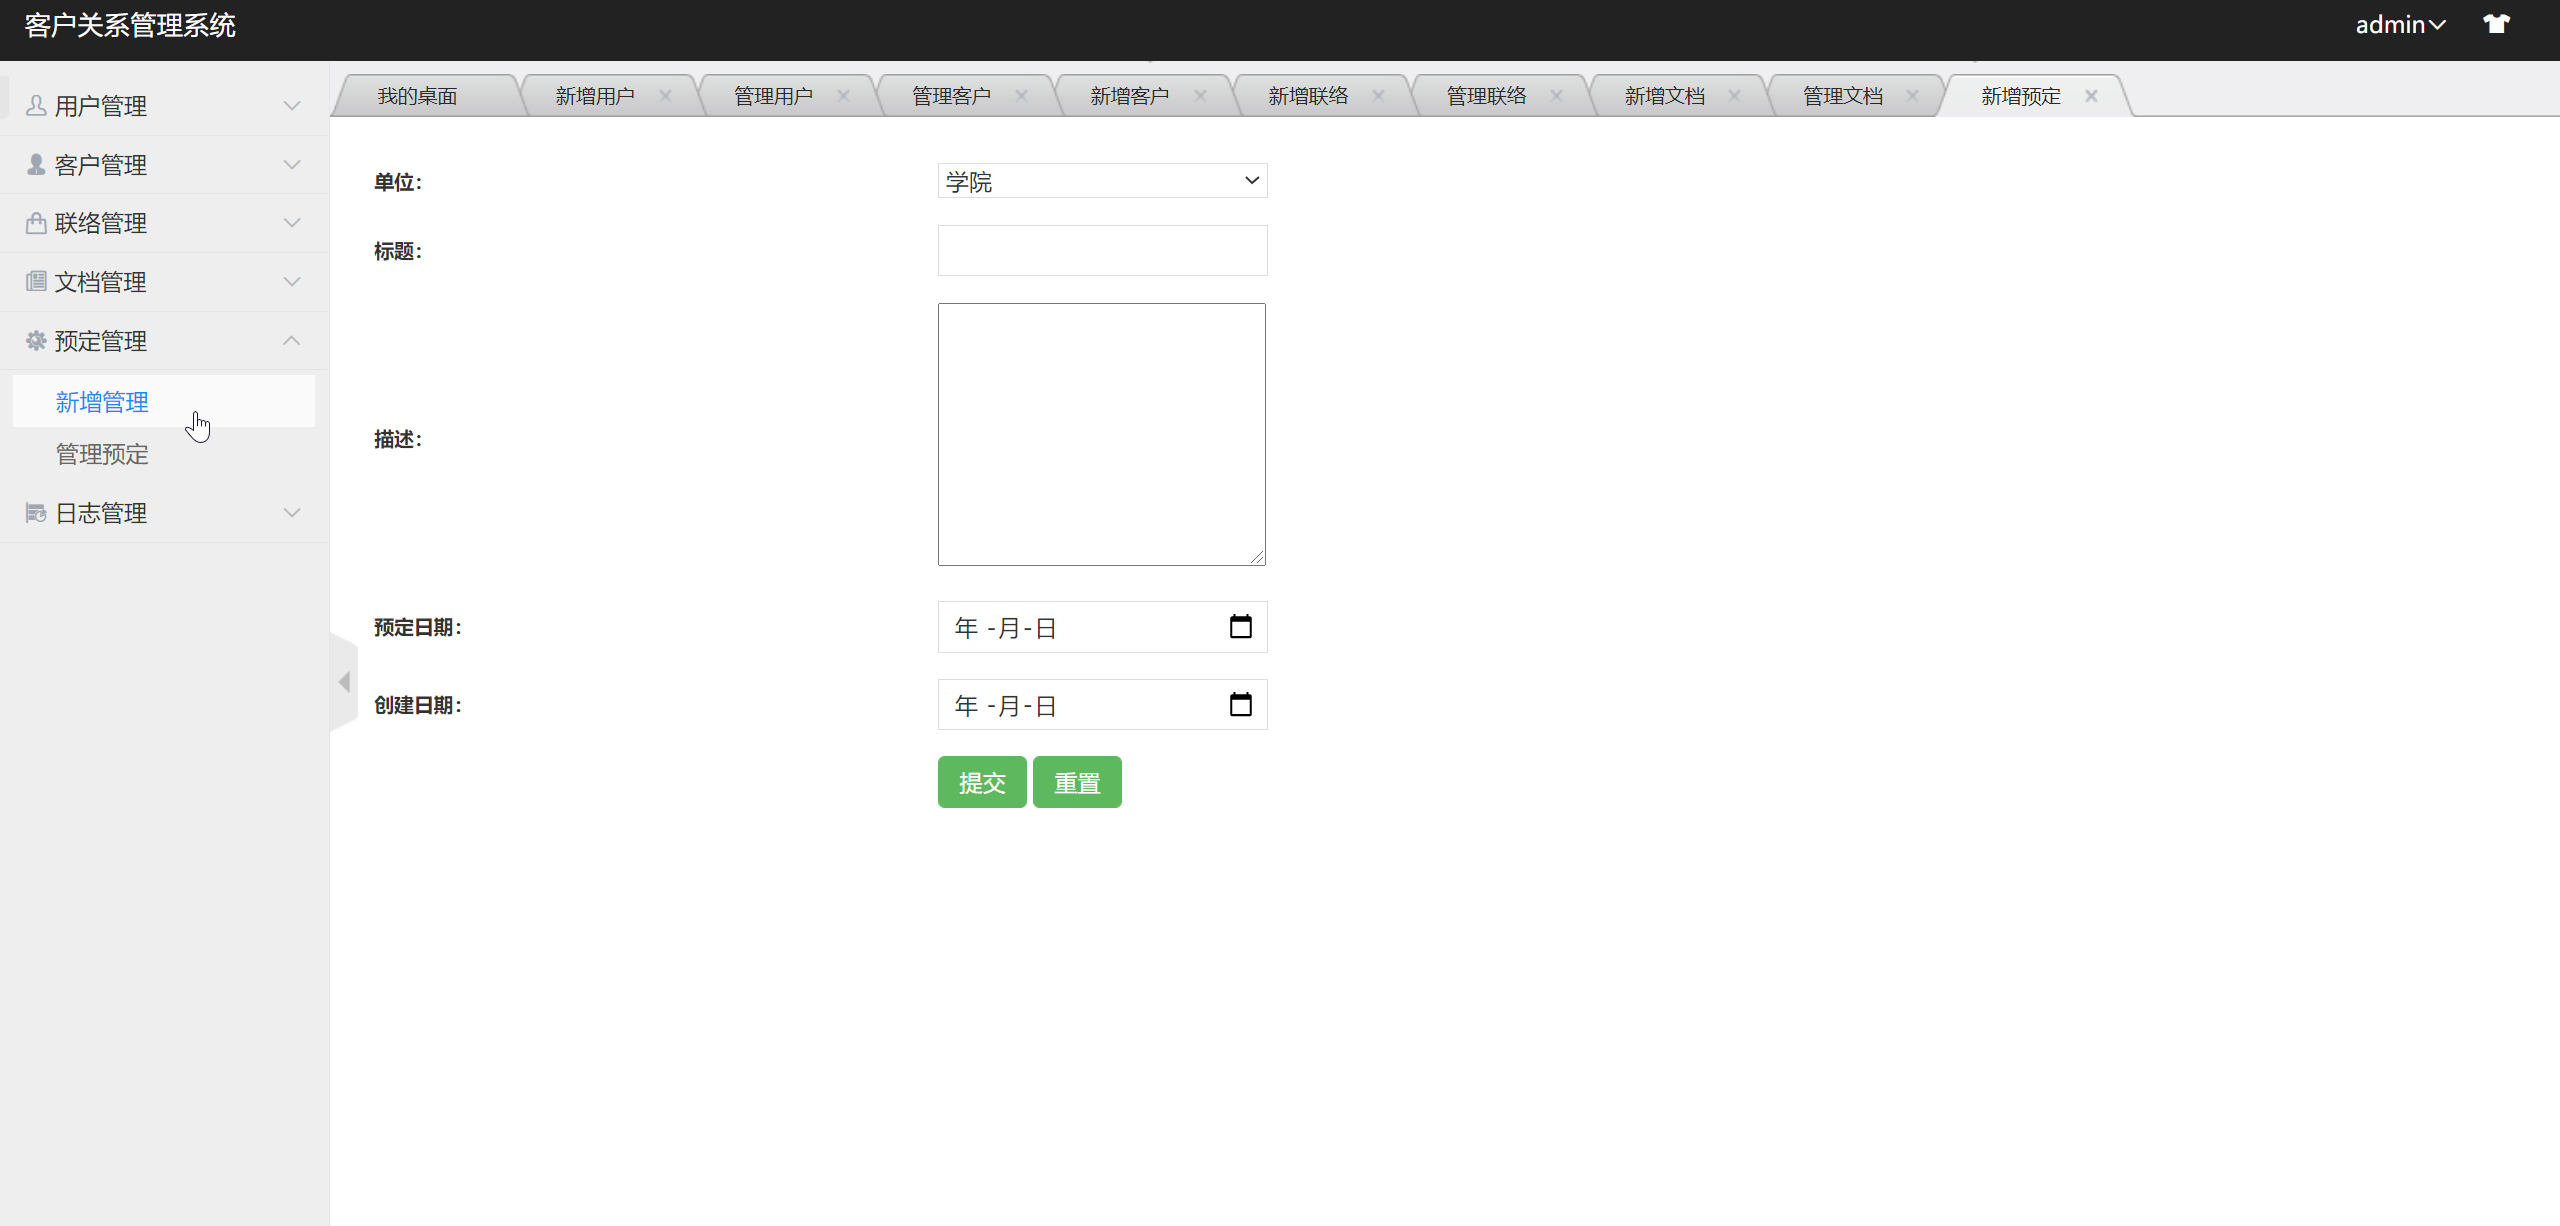 客户关系管理系统
admin
用户管理
客户管理
联络管理
文档管理
预定管理
新增管理
管理预定
日志管理
我的桌面 新增用户 管理用户 管理客户 新增客户 新增联络 管理联络 新增文档 管理文档 新增预定
单位： 学院
标题：
描述：
预定日期： 年 -月-日
创建日期： 年 -月-日
提交 重置